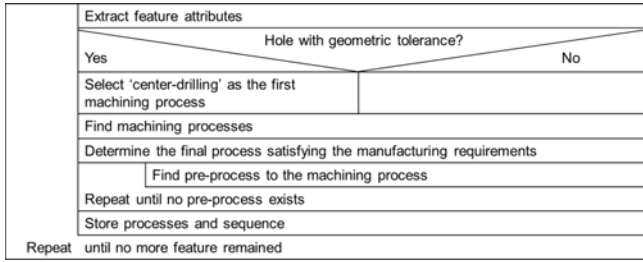 Extract feature attributes
Hole with geometric tolerance?
Yes
No
Select ‘center-drilling’ as the first
machining process
Find machining processes
Determine the final process satisfying the manufacturing requirements
Find pre-process to the machining process
Repeat until no pre-process exists
Store processes and sequence
Repeat until no more feature remained